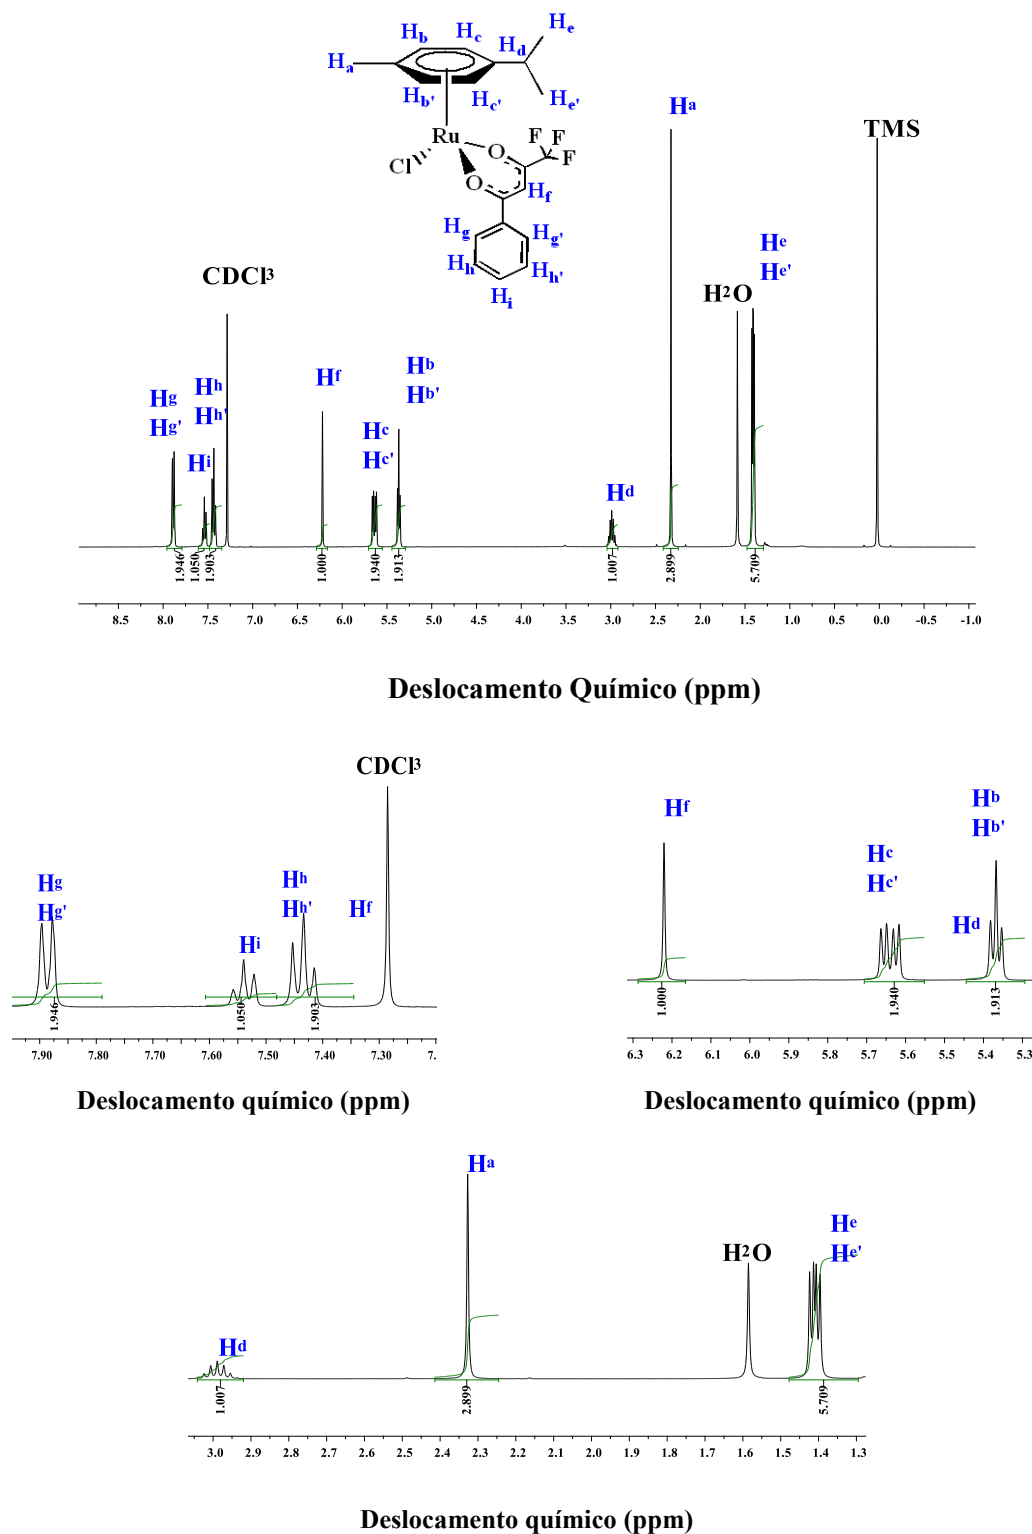 He
Hb Hc Hd
Ha
Hb' Hc' He'
Ha
TMS
Ru
F F F
O
Cl
O
Hf
Hg Hg'
He
He'
CDCl3
H2O
Hh Hh'
Hi
Hb
Hb'
Hf
Hh
Hh'
Hg
Hg'
Hc
Hc'
Hi
Hd
1.946 1.050 1.903 1.000 1.940 1.913 1.007 2.899 5.709
8.5 8.0 7.5 7.0 6.5 6.0 5.5 5.0 4.5 4.0 3.5 3.0 2.5 2.0 1.5 1.0 0.5 0.0 -0.5 -1.0
Deslocamento Químico (ppm)
CDCl3
Hg
Hg'
Hh
Hh'
Hf
Hi
1.946 1.050 1.903
7.90 7.80 7.70 7.60 7.50 7.40 7.30 7.
Deslocamento químico (ppm)
Hf
Hb
Hb'
Hc
Hc'
Hd
1.000 1.940 1.913
6.3 6.2 6.1 6.0 5.9 5.8 5.7 5.6 5.5 5.4 5.3
Deslocamento químico (ppm)
Ha
He
He'
H2O
Hd
1.007 2.899 5.709
3.0 2.9 2.8 2.7 2.6 2.5 2.4 2.3 2.2 2.1 2.0 1.9 1.8 1.7 1.6 1.5 1.4 1.3
Deslocamento químico (ppm)